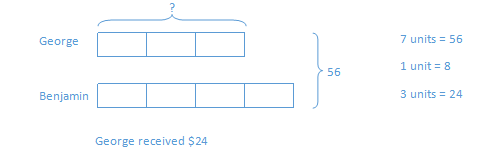 ?
George
7 units = 56
1 unit = 8
56
Benjamin
3 units = 24
George received $24